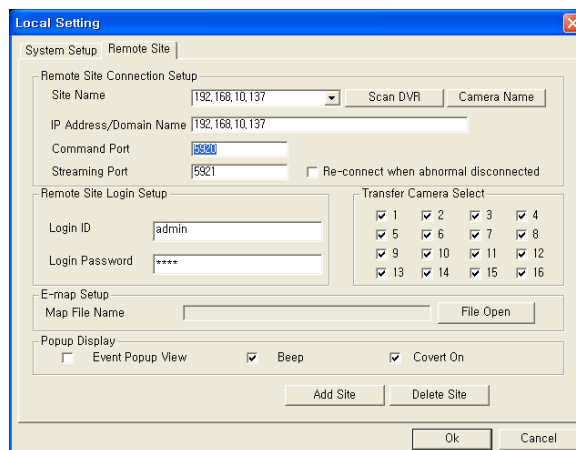 Local Setting
System Setup Remote Site
Remote Site Connection Setup
Site Name 192,168,10,137 Scan DVR Camera Name
IP Address/Domain Name 192,168,10,137
Command Port 5920
Streaming Port 5921 Re-connect when abnormal disconnected
Remote Site Login Setup Transfer Camera Select
1 2 3 4
Login ID admin 5 6 7 8
9 10 11 12
Login Password **** 13 14 15 16
E-map Setup
Map File Name File Open
Popup Display
Event Popup View Beep Covert On
Add Site Delete Site
Ok Cancel